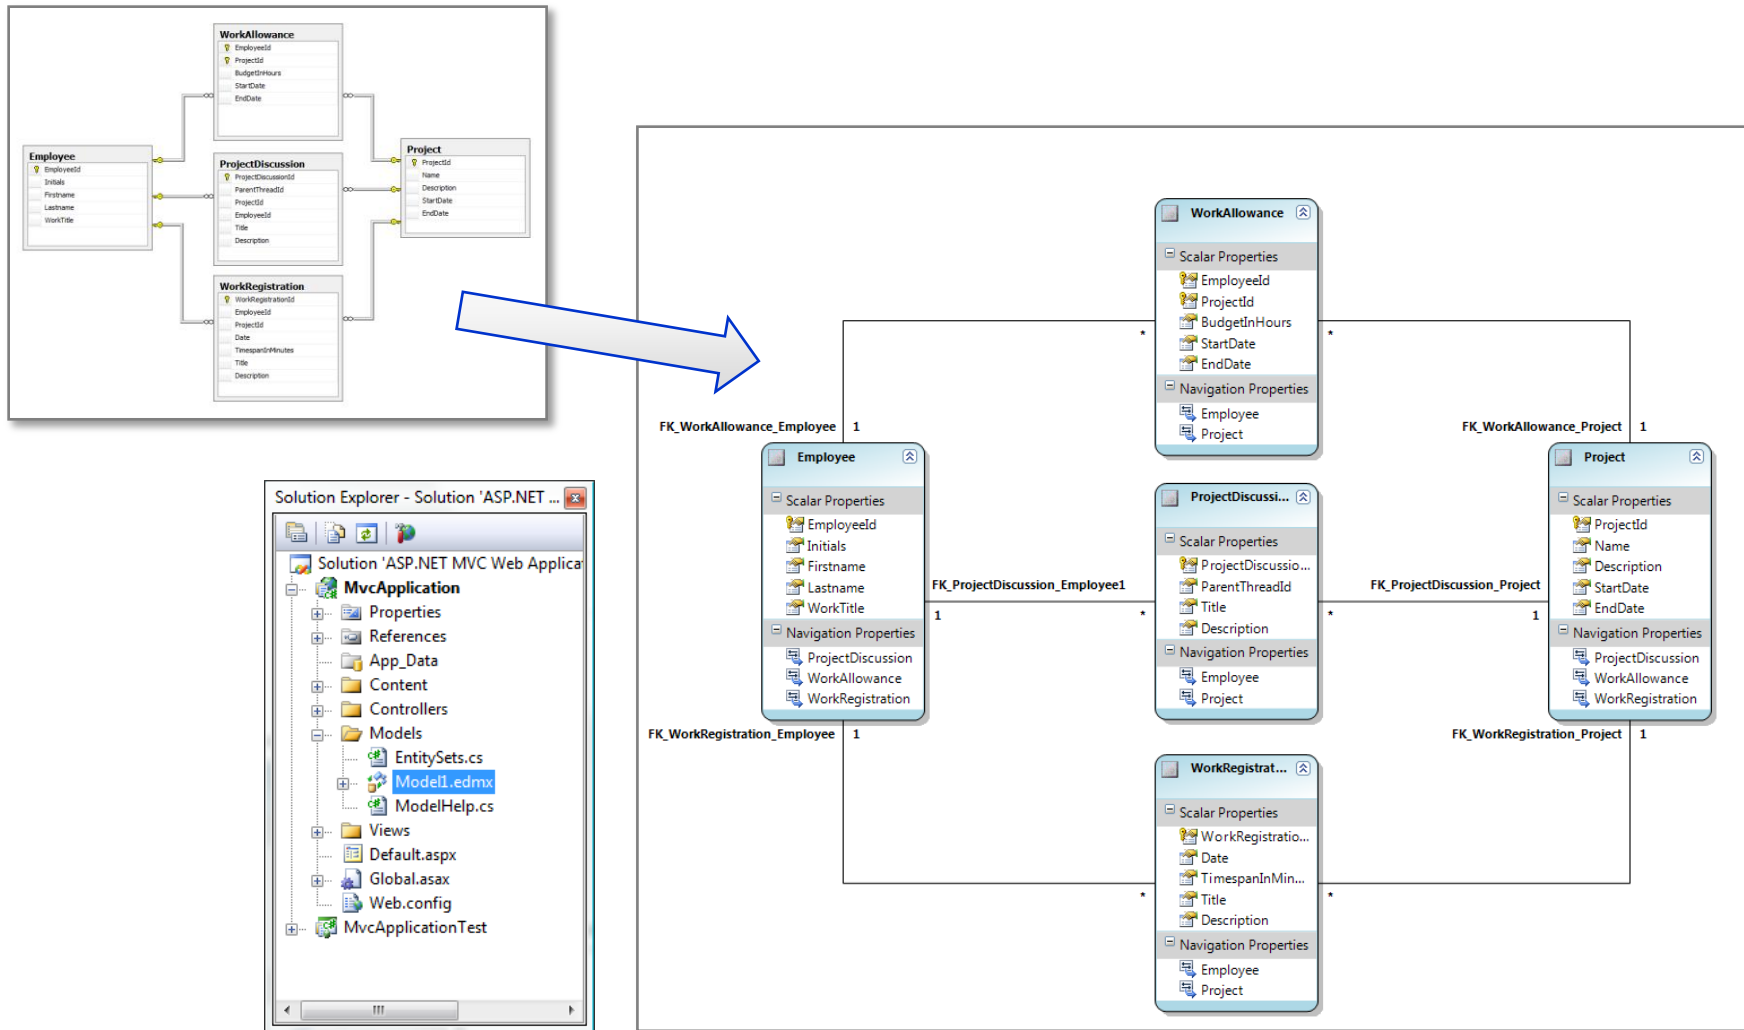 WorkAllowance
EmployeeId
ProjectId
BudgetInHours
StartDate
EndDate
Employee
EmployeeId
Initials
Firstname
Lastname
WorkTitle
ProjectDiscussion
ProjectDiscussionId
ParentThreadId
ProjectId
EmployeeId
Title
Description
Project
ProjectId
Name
Description
StartDate
EndDate
WorkRegistration
WorkRegistrationId
EmployeeId
ProjectId
Date
TimespanInMinutes
Title
Description
Solution Explorer - Solution 'ASP.NET ...
Solution 'ASP.NET MVC Web Applica
MvcApplication
Properties
References
App_Data
Content
Controllers
Models
EntitySets.cs
Model1.edmx
ModelHelp.cs
Views
Default.aspx
Global.asax
Web.config
MvcApplicationTest
WorkAllowance
Scalar Properties
EmployeeId
ProjectId
BudgetInHours
StartDate
EndDate
Navigation Properties
Employee
Project
* *
FK_WorkAllowance_Employee 1
FK_WorkAllowance_Project 1
Employee
Scalar Properties
EmployeeId
Initials
Firstname
Lastname
WorkTitle
Navigation Properties
ProjectDiscussion
WorkAllowance
WorkRegistration
FK_ProjectDiscussion_Employee1
1 *
ProjectDiscussi...
Scalar Properties
ProjectDiscussio...
ParentThreadId
Title
Description
Navigation Properties
Employee
Project
FK_ProjectDiscussion_Project
* 1
Project
Scalar Properties
ProjectId
Name
Description
StartDate
EndDate
Navigation Properties
ProjectDiscussion
WorkAllowance
WorkRegistration
FK_WorkRegistration_Employee 1
FK_WorkRegistration_Project 1
WorkRegistrat...
Scalar Properties
WorkRegistratio...
Date
TimespanInMin...
Title
Description
Navigation Properties
Employee
Project
* *